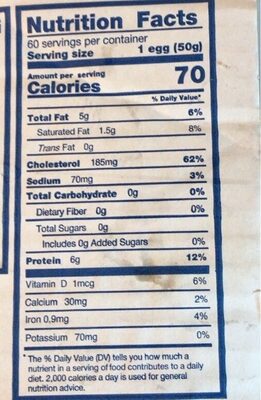 Nutrition Facts
60 servings per container
Serving size 1 egg (50g)
Amount per serving
Calories 70
% Daily Value*
Total Fat 5g 6%
Saturated Fat 1.5g 8%
Trans Fat 0g
Cholesterol 185mg 62%
Sodium 70mg 3%
Total Carbohydrate 0g 0%
Dietary Fiber 0g 0%
Total Sugars 0g
Includes 0g Added Sugars 0%
Protein 6g 12%
Vitamin D 1mcg 6%
Calcium 30mg 2%
Iron 0.9mg 4%
Potassium 70mg 0%
* The % Daily Value (DV) tells you how much a
nutrient in a serving of food contributes to a daily
diet. 2,000 calories a day is used for general
nutrition advice.